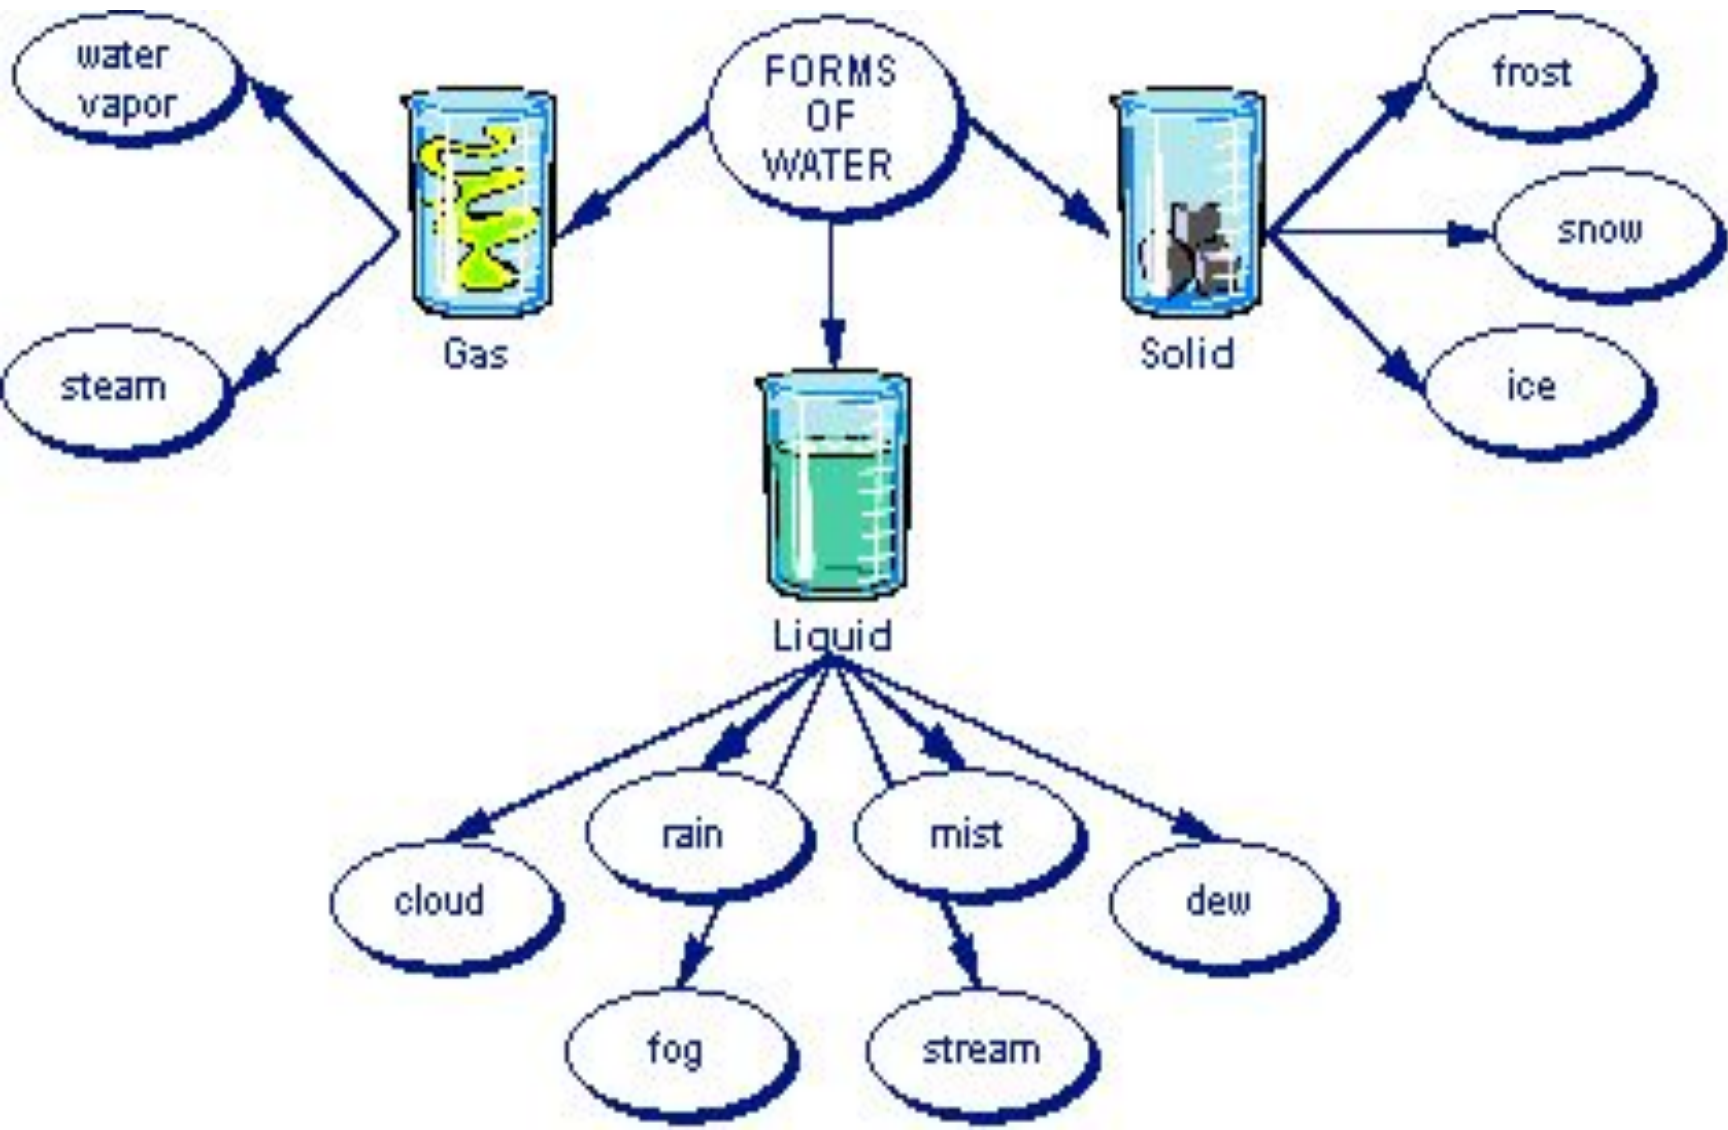 water
vapor
FORMS
OF
WATER
frost
snow
Gas
Solid
steam
ice
Liquid
rain
mist
cloud
dew
fog
stream